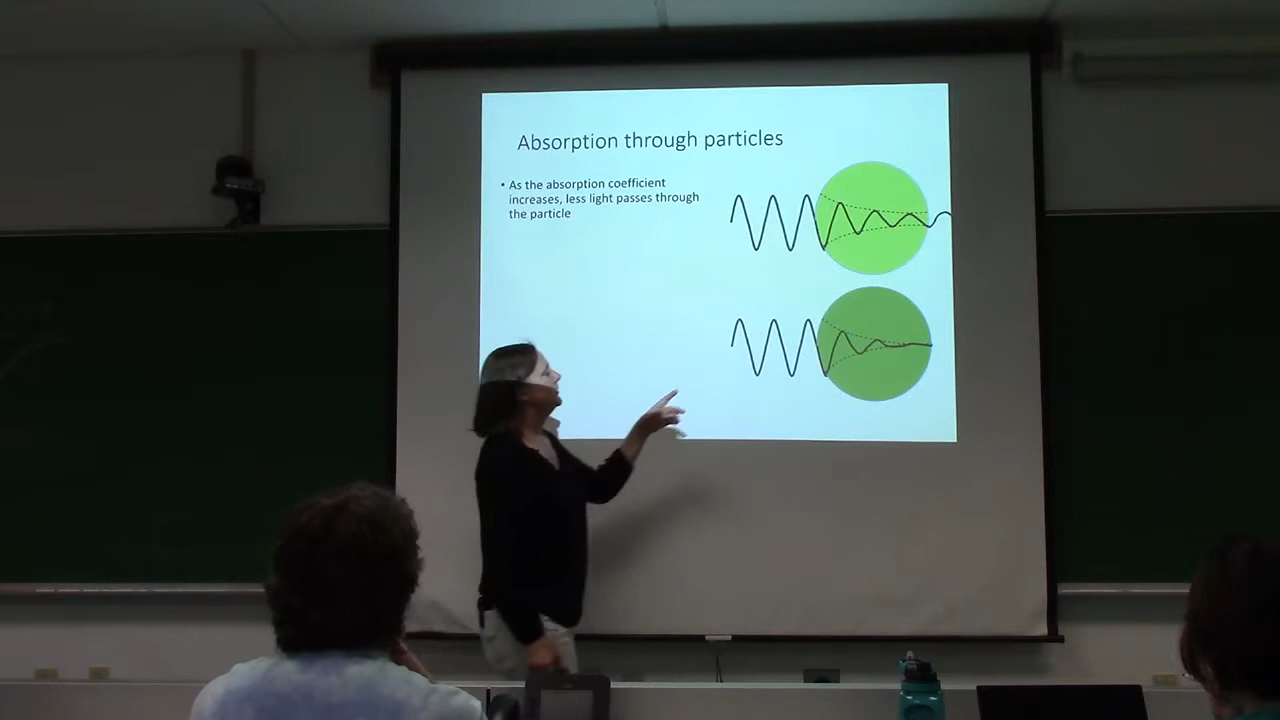 Absorption through particles
• As the absorption coefficient
increases, less light passes through
the particle